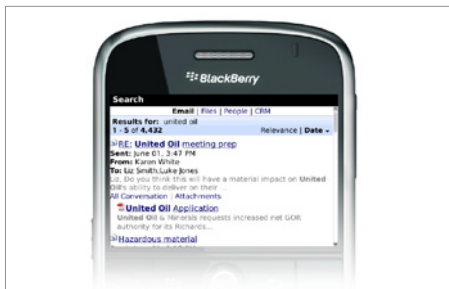 BlackBerry
Search
Email | Files | People | CRM
Results for: united oil
1 - 5 of 4,432 Relevance | Date
RE: United Oil meeting prep
Sent: June 01, 3:47 PM
From: Karen White
To: Liz Smith,Luke Jones
Liz, Do you think this will have a material impact on United
Oil's ability to deliver on their ...
All Conversation | Attachments
United Oil Application
United Oil & Minerals requests increased net GOR
authority for its Richards...
Hazardous material